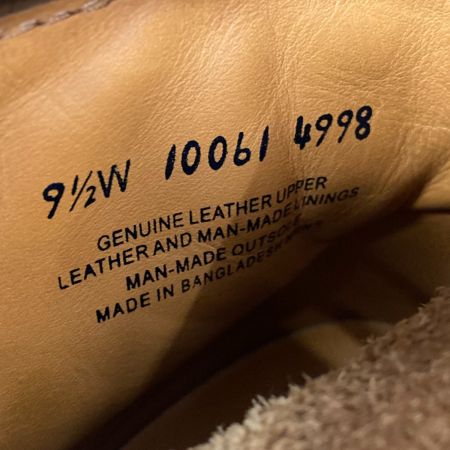 9½W 10061 4998
GENUINE LEATHER UPPER
LEATHER AND MAN-MADE LININGS
MAN-MADE OUTSOLE
MADE IN BANGLADESH